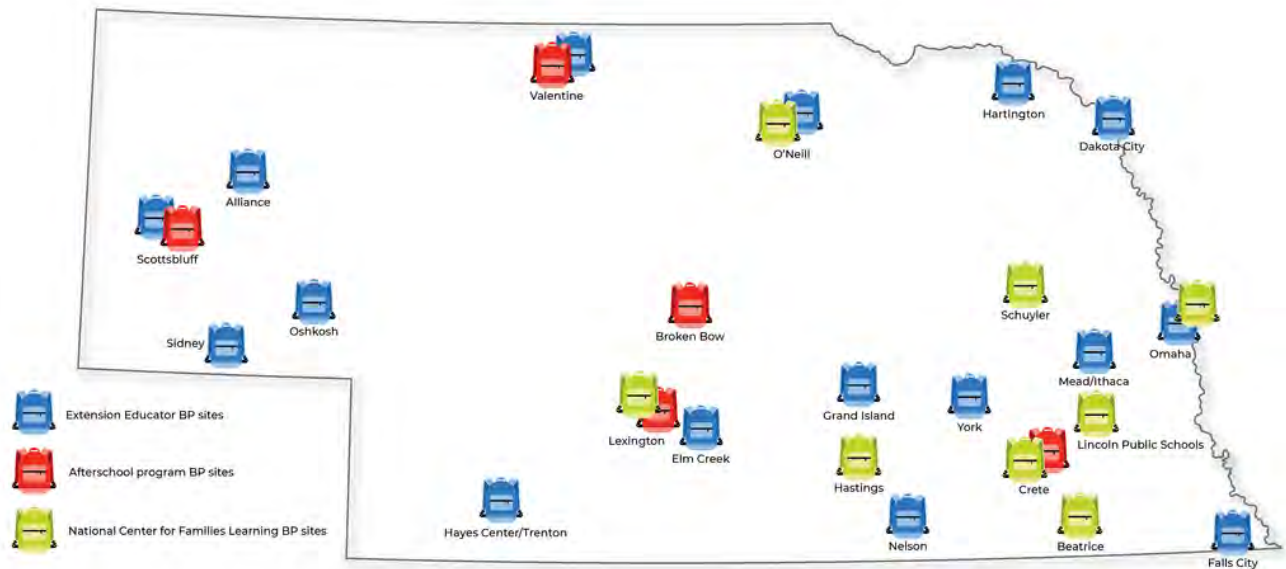 Valentine
Hartington
O'Neill
Dakota City
Alliance
Scottsbluff
Oshkosh
Schuyler
Broken Bow
Sidney
Omaha
Mead/Ithaca
Grand Island
York
Extension Educator BP sites
Lexington
Lincoln Public Schools
Elm Creek
Afterschool program BP sites
Hastings
Crete
National Center for Families Learning BP sites
Hayes Center/Trenton
Nelson
Beatrice
Falls City